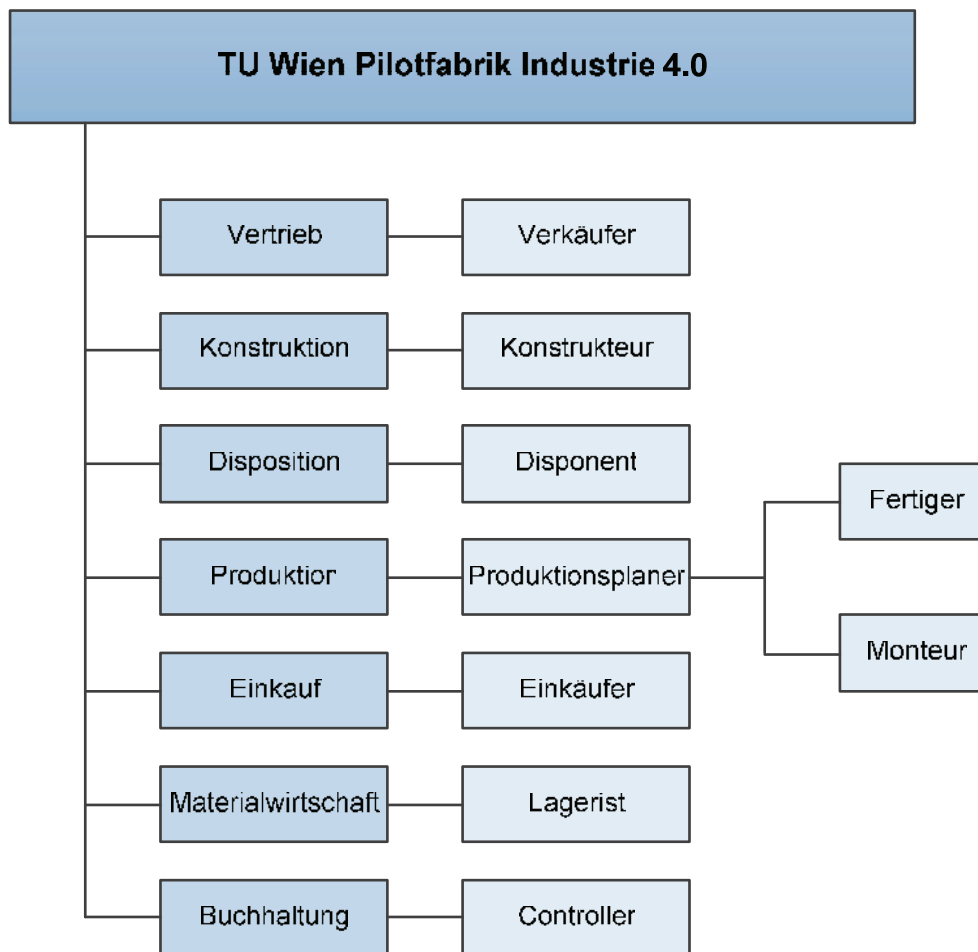 TU Wien Pilotfabrik Industrie 4.0
Vertrieb
Verkäufer
Konstruktion
Konstrukteur
Disposition
Disponent
Fertiger
Produktion
Produktionsplaner
Monteur
Einkauf
Einkäufer
Materialwirtschaft
Lagerist
Buchhaltung
Controller